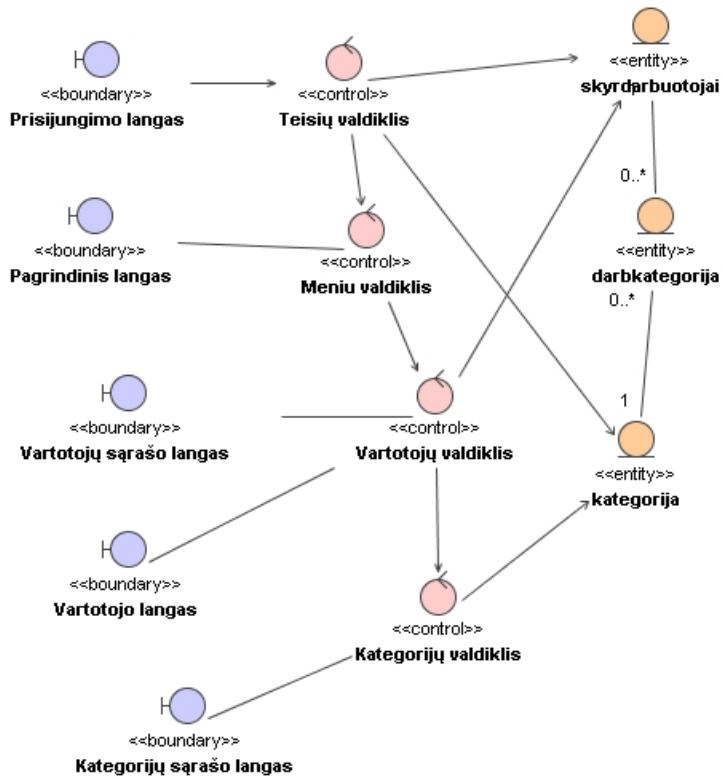 <<entity>>
skyrdarbuotojai
<<boundary>>
Prisijungimo langas
<<control>>
Teisių valdiklis
0..*
<<boundary>>
Pagrindinis langas
<<control>>
Meniu valdiklis
<<entity>>
darbkategorija
0..*
1
<<boundary>>
Vartotojų sąrašo langas
<<control>>
Vartotojų valdiklis
<<entity>>
kategorija
<<boundary>>
Vartotojo langas
<<control>>
Kategorijų valdiklis
<<boundary>>
Kategorijų sąrašo langas